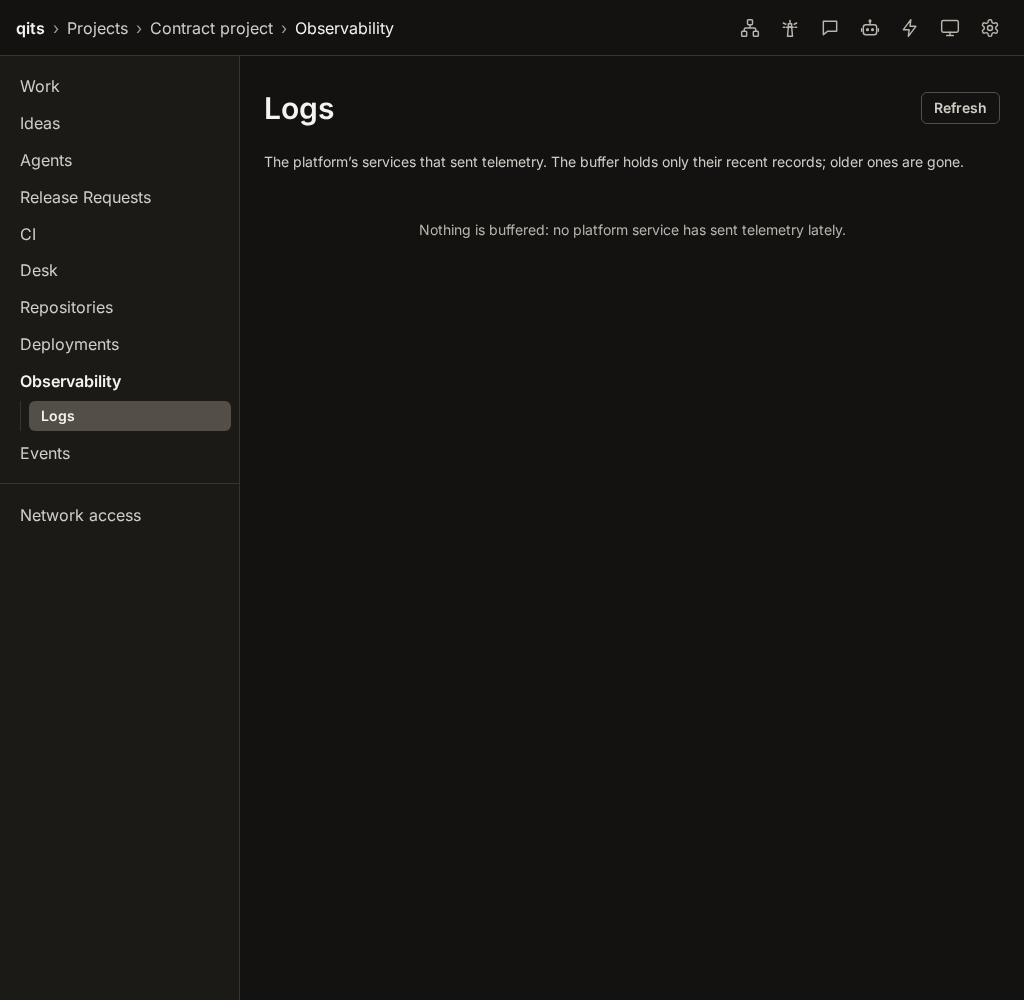 qits › Projects › Contract project › Observability
Work
Ideas
Agents
Release Requests
CI
Desk
Repositories
Deployments
Observability
Logs
Events
Network access
Logs
Refresh
The platform’s services that sent telemetry. The buffer holds only their recent records; older ones are gone.
Nothing is buffered: no platform service has sent telemetry lately.